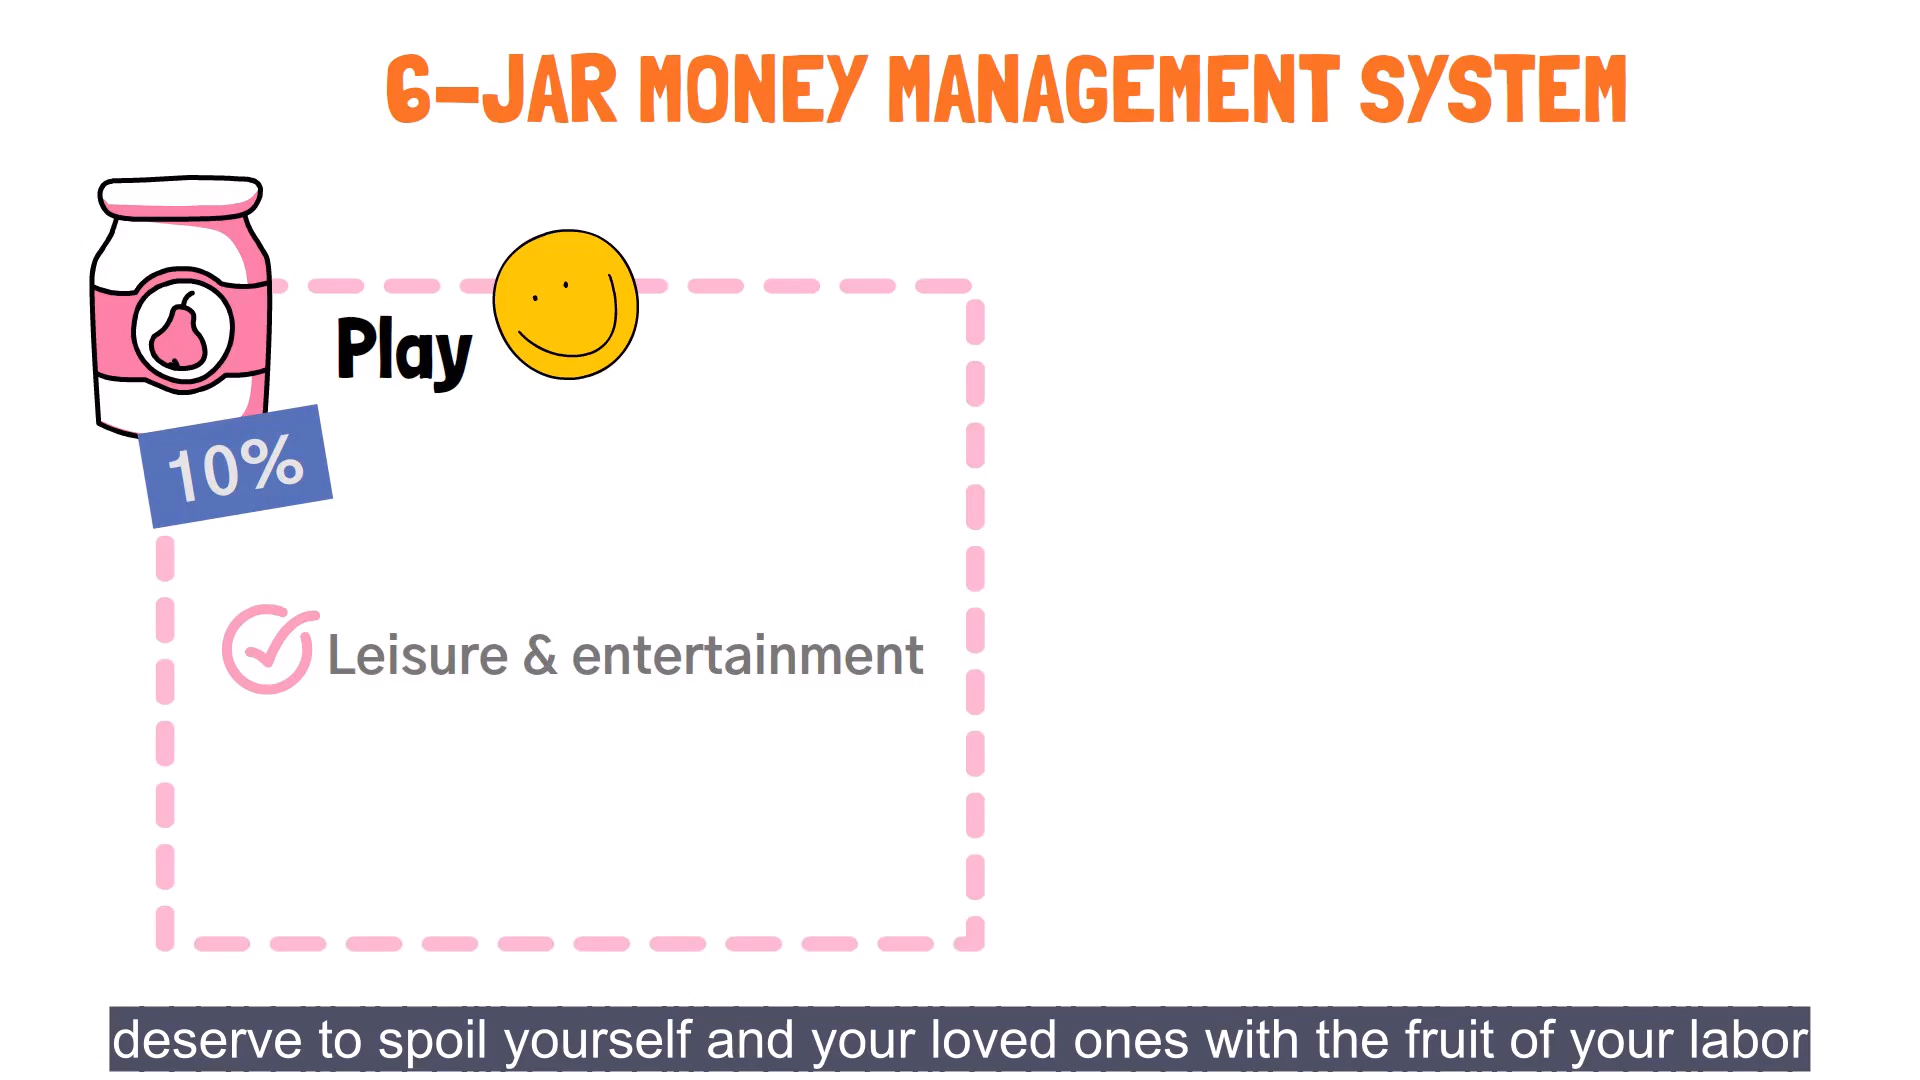 6-JAR MONEY MANAGEMENT SYSTEM
Play
10%
Leisure & entertainment
deserve to spoil yourself and your loved ones with the fruit of your labor